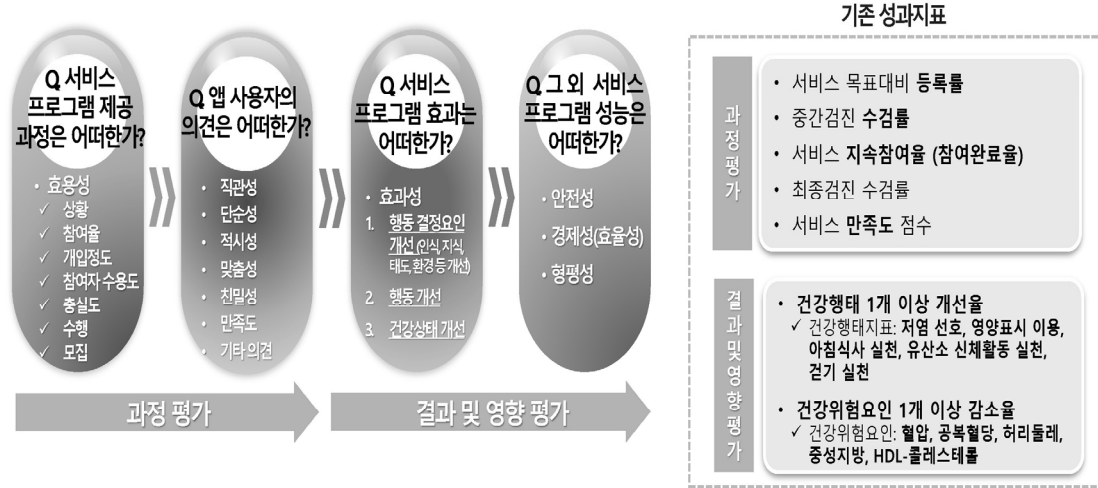 기존 성과지표
Q. 서비스
프로그램 제공
과정은 어떠한가?
• 효용성
✓ 상황
✓ 참여율
✓ 개입정도
✓ 참여자 수용도
✓ 충실도
✓ 수행
✓ 모집
Q. 앱 사용자의
의견은 어떠한가?
• 직관성
• 단순성
• 적시성
• 맞춤성
• 친밀성
• 만족도
• 기타 의견
Q. 서비스
프로그램 효과는
어떠한가?
• 효과성
1. 행동 결정요인
개선 (인식, 지식,
태도, 환경 등 개선)
2. 행동 개선
3. 건강상태 개선
Q. 그 외 서비스
프로그램 성능은
어떠한가?
• 안전성
• 경제성(효율성)
• 형평성
과정 평가
결과 및 영향 평가
과정평가
• 서비스 목표대비 등록률
• 중간검진 수검률
• 서비스 지속참여율 (참여완료율)
• 최종검진 수검률
• 서비스 만족도 점수
결과및영향평가
• 건강행태 1개 이상 개선율
✓ 건강행태지표: 저염 선호, 영양표시 이용,
아침식사 실천, 유산소 신체활동 실천,
걷기 실천
• 건강위험요인 1개 이상 감소율
✓ 건강위험요인: 혈압, 공복혈당, 허리둘레,
중성지방, HDL-콜레스테롤